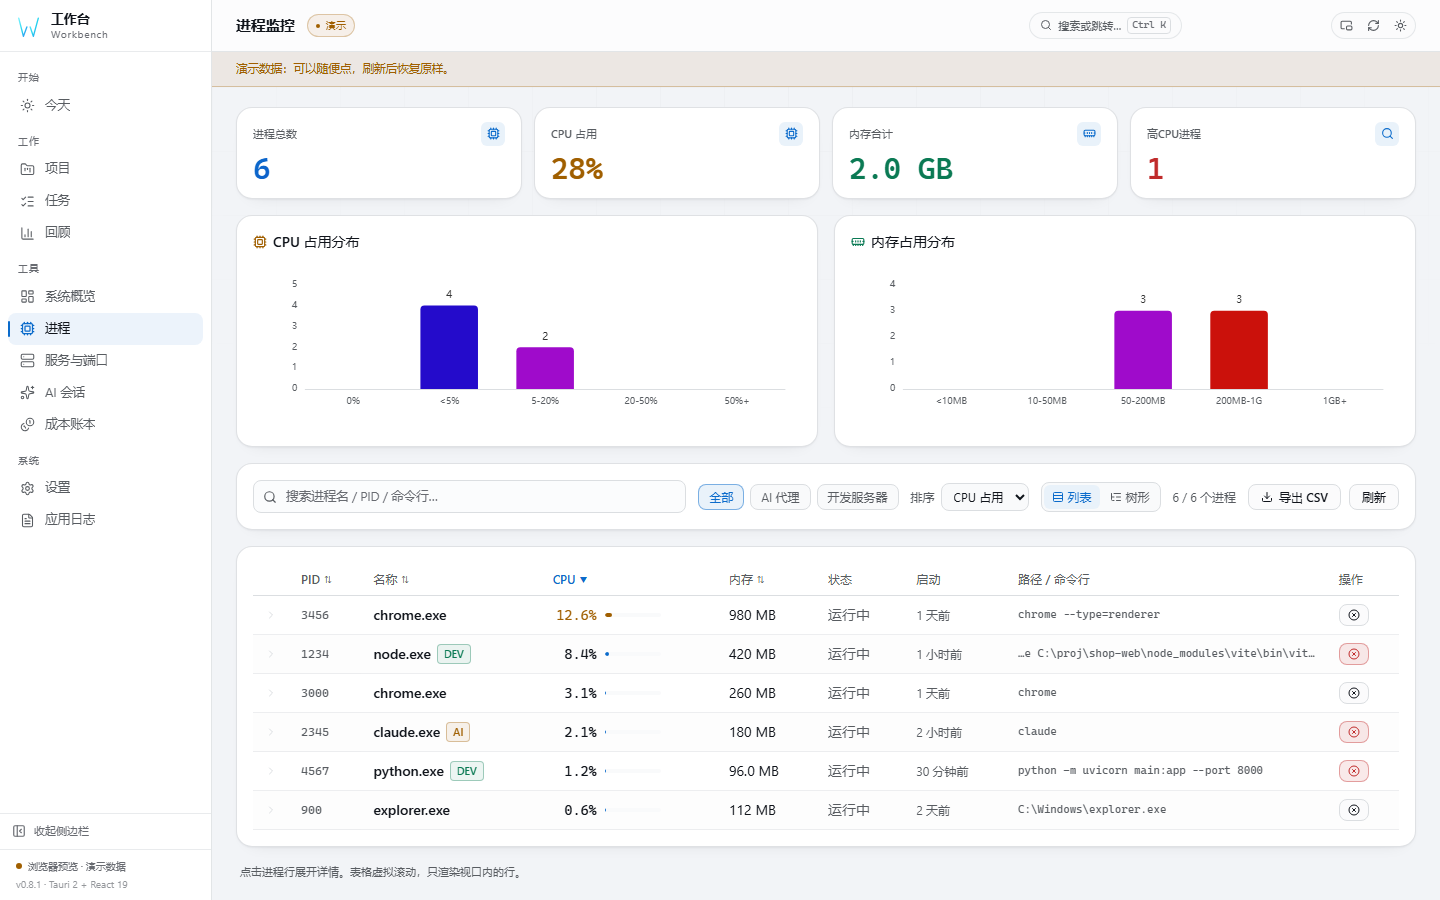 工作台
Workbench
开始
今天
工作
项目
任务
回顾
工具
系统概览
进程
服务与端口
AI 会话
成本账本
系统
设置
应用日志
收起侧边栏
浏览器预览 · 演示数据
v0.8.1 · Tauri 2 + React 19
进程监控
演示
搜索或跳转... Ctrl K
演示数据：可以随便点，刷新后恢复原样。
进程总数
6
CPU 占用
28%
内存合计
2.0 GB
高CPU进程
1
CPU 占用分布
5
4
3
2
1
0
4
2
0%
<5%
5-20%
20-50%
50%+
内存占用分布
4
3
2
1
0
3
3
<10MB
10-50MB
50-200MB
200MB-1G
1GB+
搜索进程名 / PID / 命令行...
全部
AI 代理
开发服务器
排序
CPU 占用
列表
树形
6 / 6 个进程
导出 CSV
刷新
PID ⇅ 名称 ⇅ CPU ▼ 内存 ⇅ 状态 启动 路径 / 命令行 操作
3456 chrome.exe 12.6% 980 MB 运行中 1 天前 chrome --type=renderer
1234 node.exe DEV 8.4% 420 MB 运行中 1 小时前 …e C:\proj\shop-web\node_modules\vite\bin\vit…
3000 chrome.exe 3.1% 260 MB 运行中 1 天前 chrome
2345 claude.exe AI 2.1% 180 MB 运行中 2 小时前 claude
4567 python.exe DEV 1.2% 96.0 MB 运行中 30 分钟前 python -m uvicorn main:app --port 8000
900 explorer.exe 0.6% 112 MB 运行中 2 天前 C:\Windows\explorer.exe
点击进程行展开详情。表格虚拟滚动，只渲染视口内的行。